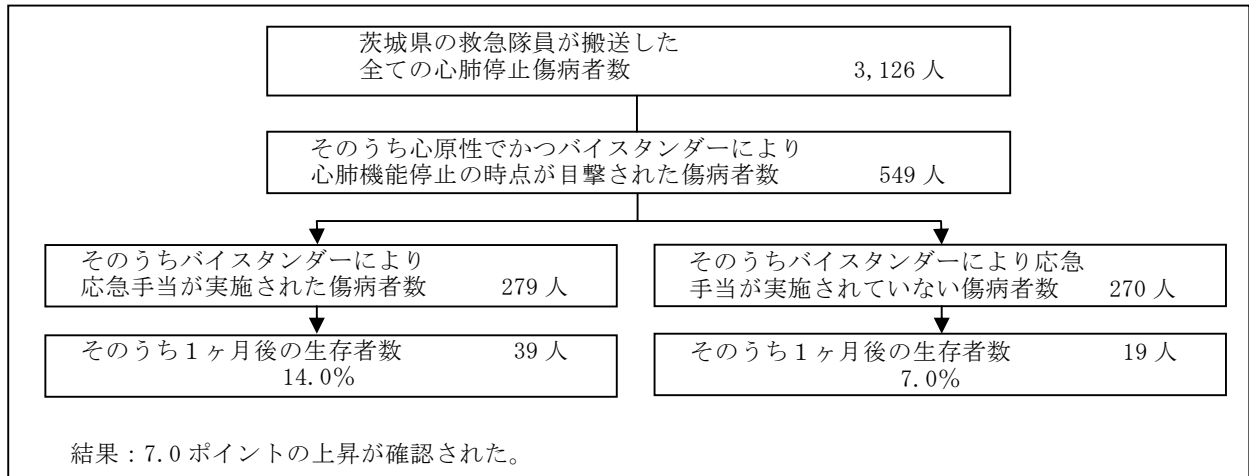 茨城県の救急隊員が搬送した
全ての心肺停止傷病者数 3,126 人
そのうち心原性でかつバイスタンダーにより
心肺機能停止の時点が目撃された傷病者数 549 人
そのうちバイスタンダーにより
応急手当が実施された傷病者数 279 人
そのうちバイスタンダーにより応急
手当が実施されていない傷病者数 270 人
そのうち１ヶ月後の生存者数 39 人
14.0%
そのうち１ヶ月後の生存者数 19 人
7.0%
結果：7.0 ポイントの上昇が確認された。